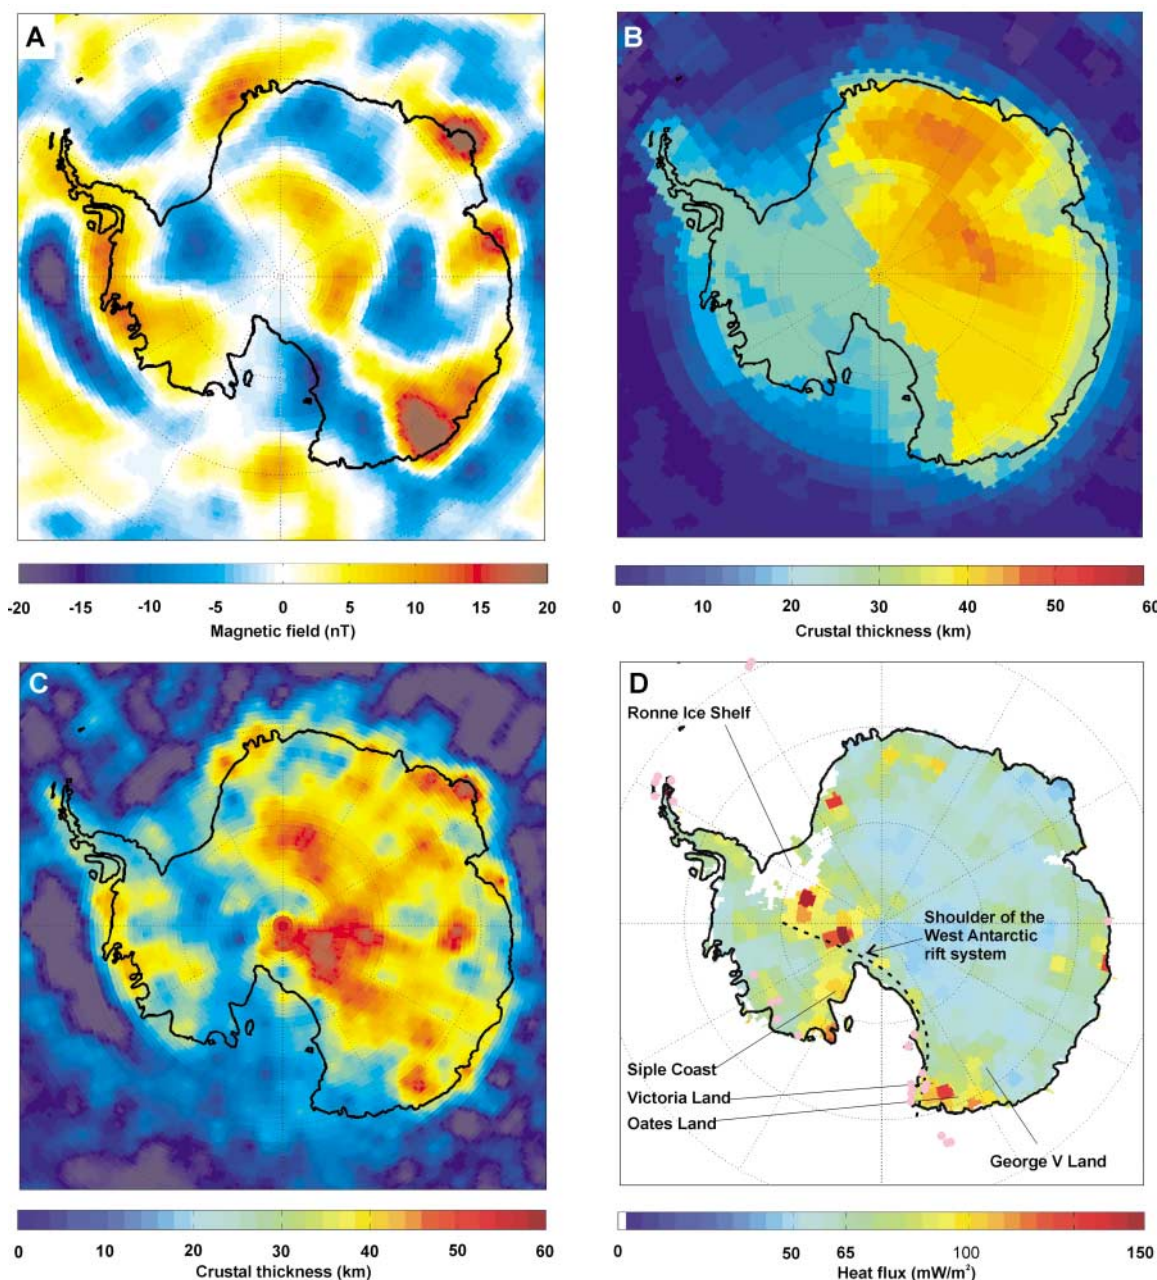 A
B
-20 -15 -10 -5 0 5 10 15 20
Magnetic field (nT)
0 10 20 30 40 50 60
Crustal thickness (km)
C
D
Ronne Ice Shelf
Shoulder of the
West Antarctic
rift system
Siple Coast
Victoria Land
Oates Land
George V Land
0 10 20 30 40 50 60
Crustal thickness (km)
0 50 65 100 150
Heat flux (mW/m²)